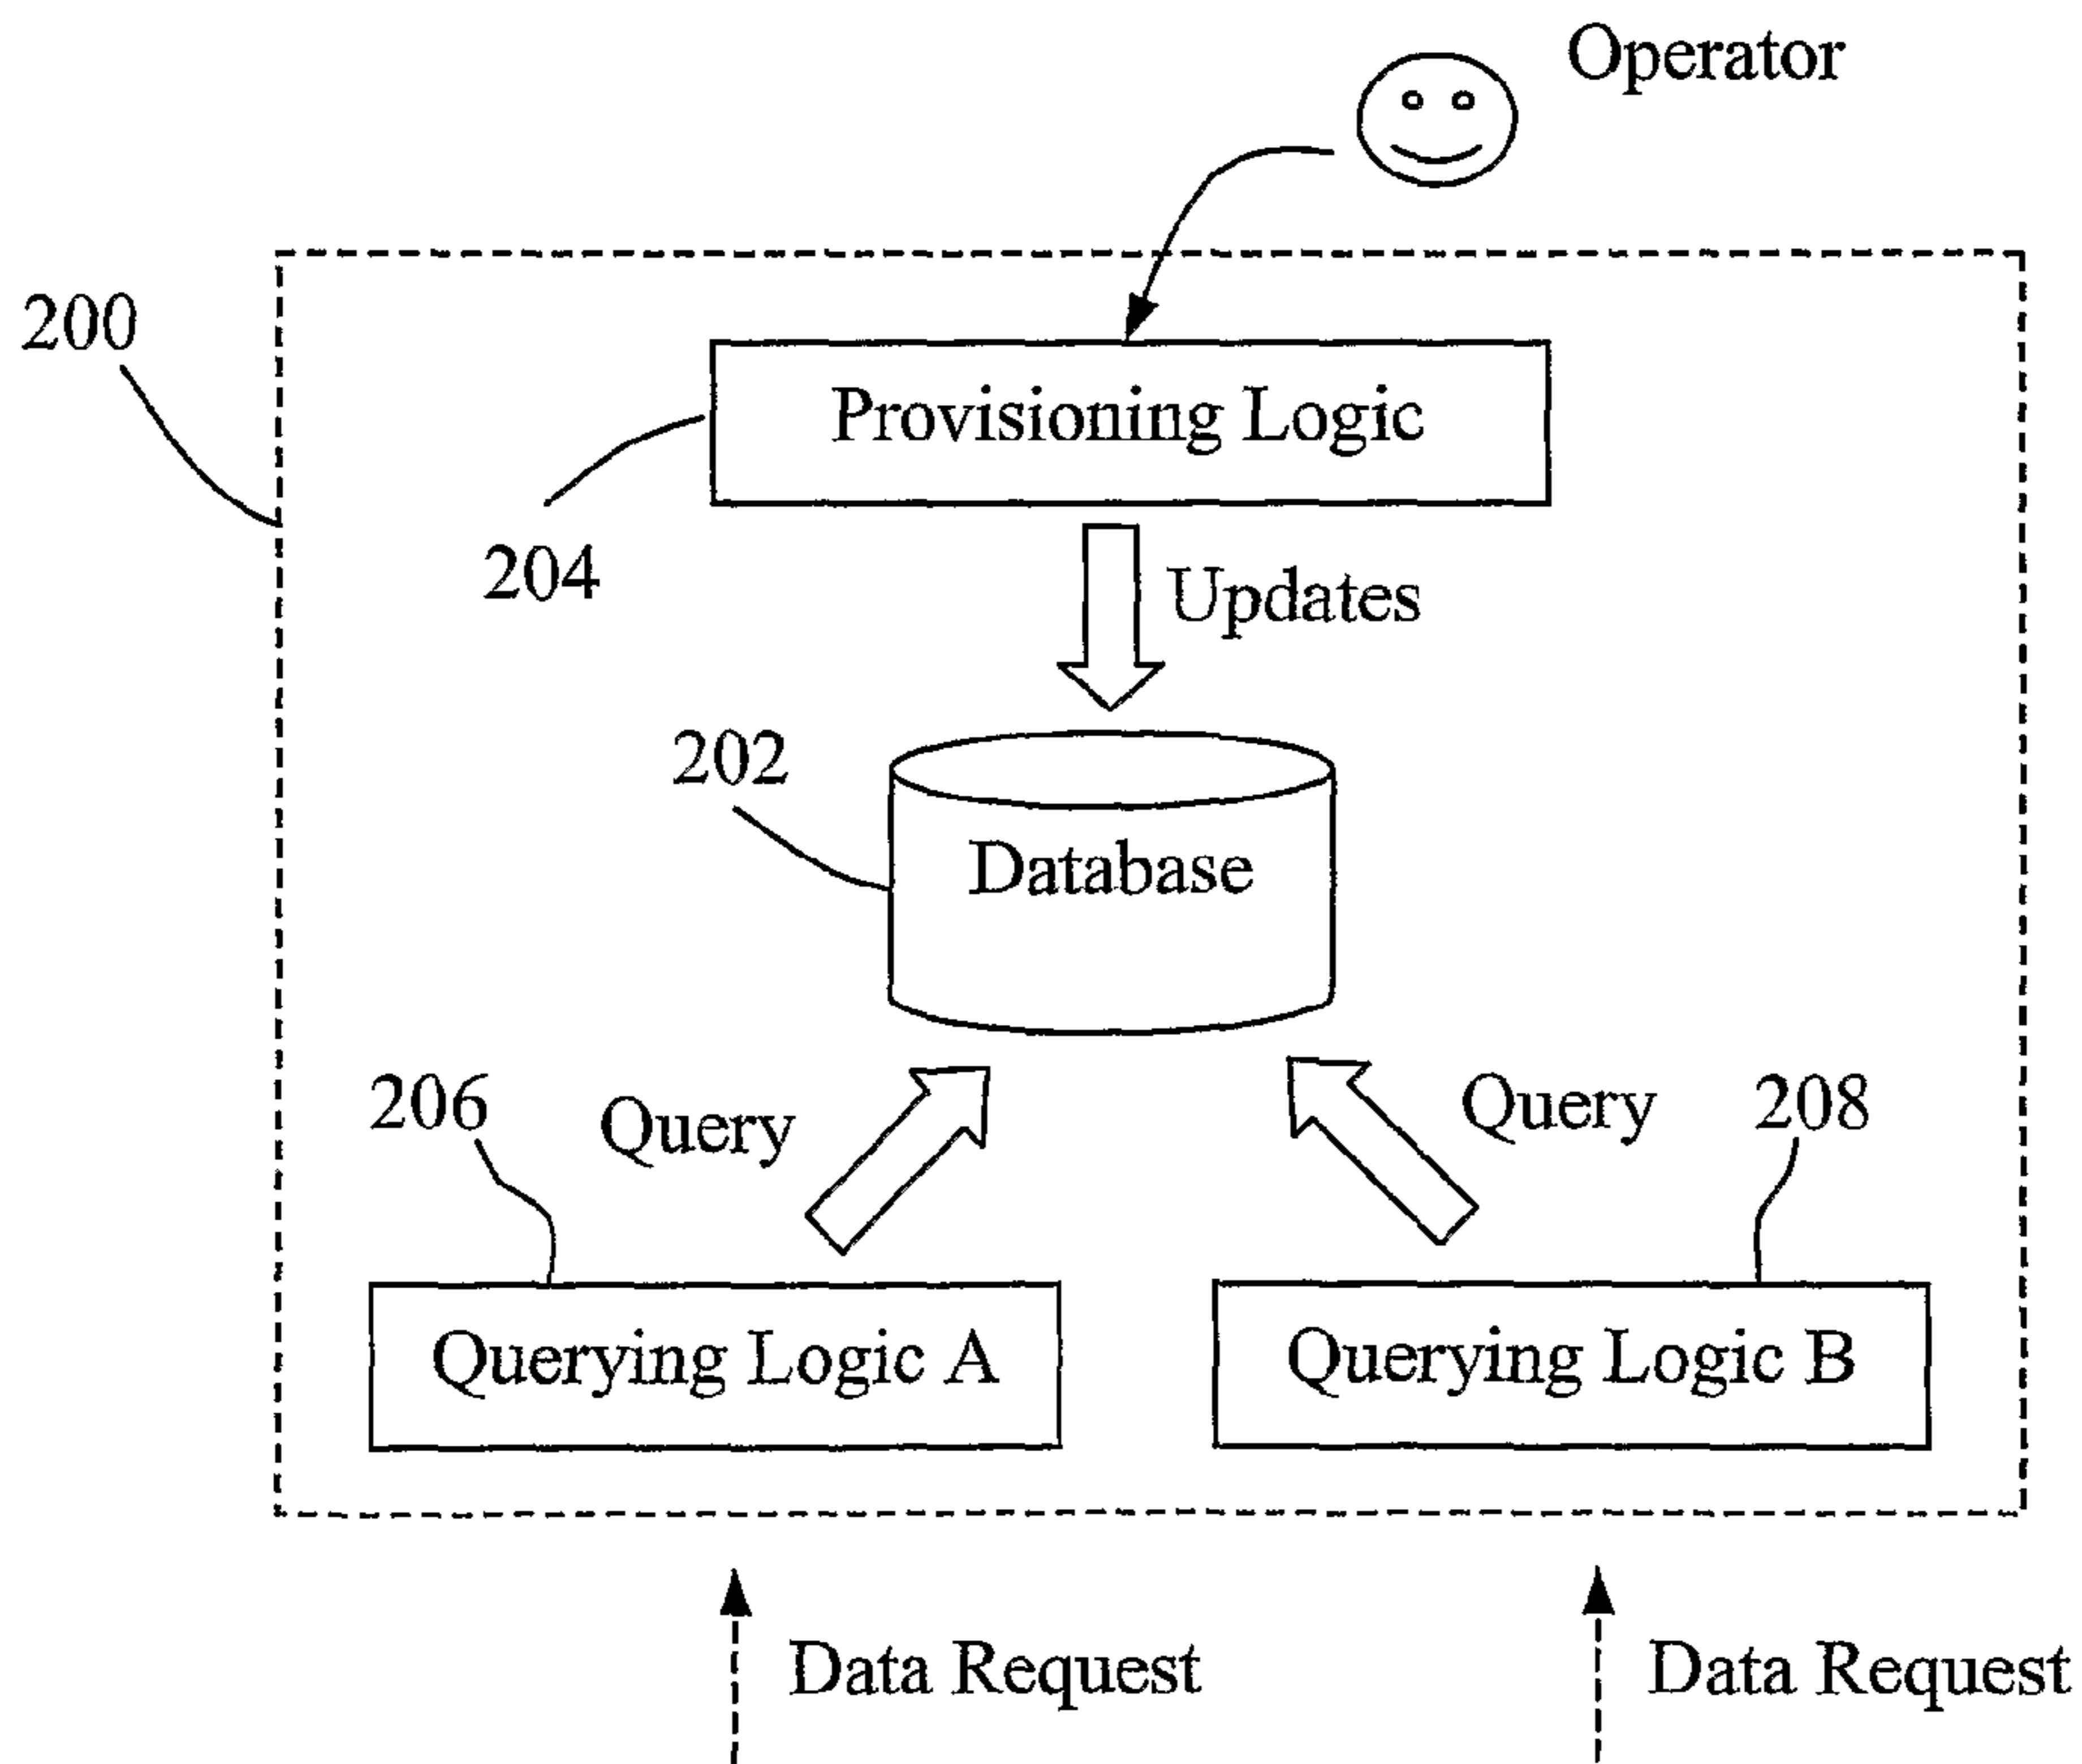 Operator
200
Provisioning Logic
204
Updates
202
Database
206
Query
Query
208
Querying Logic A
Querying Logic B
Data Request
Data Request